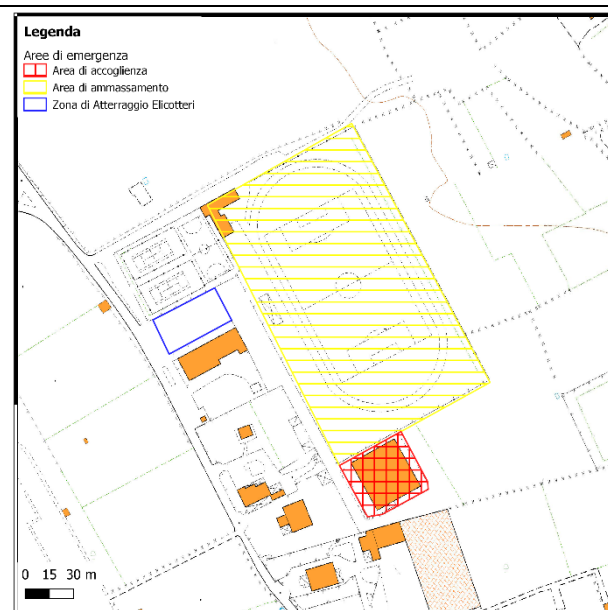 Legenda
Aree di emergenza
Area di accoglienza
Area di ammassamento
Zona di Atterraggio Elicotteri
0 15 30 m